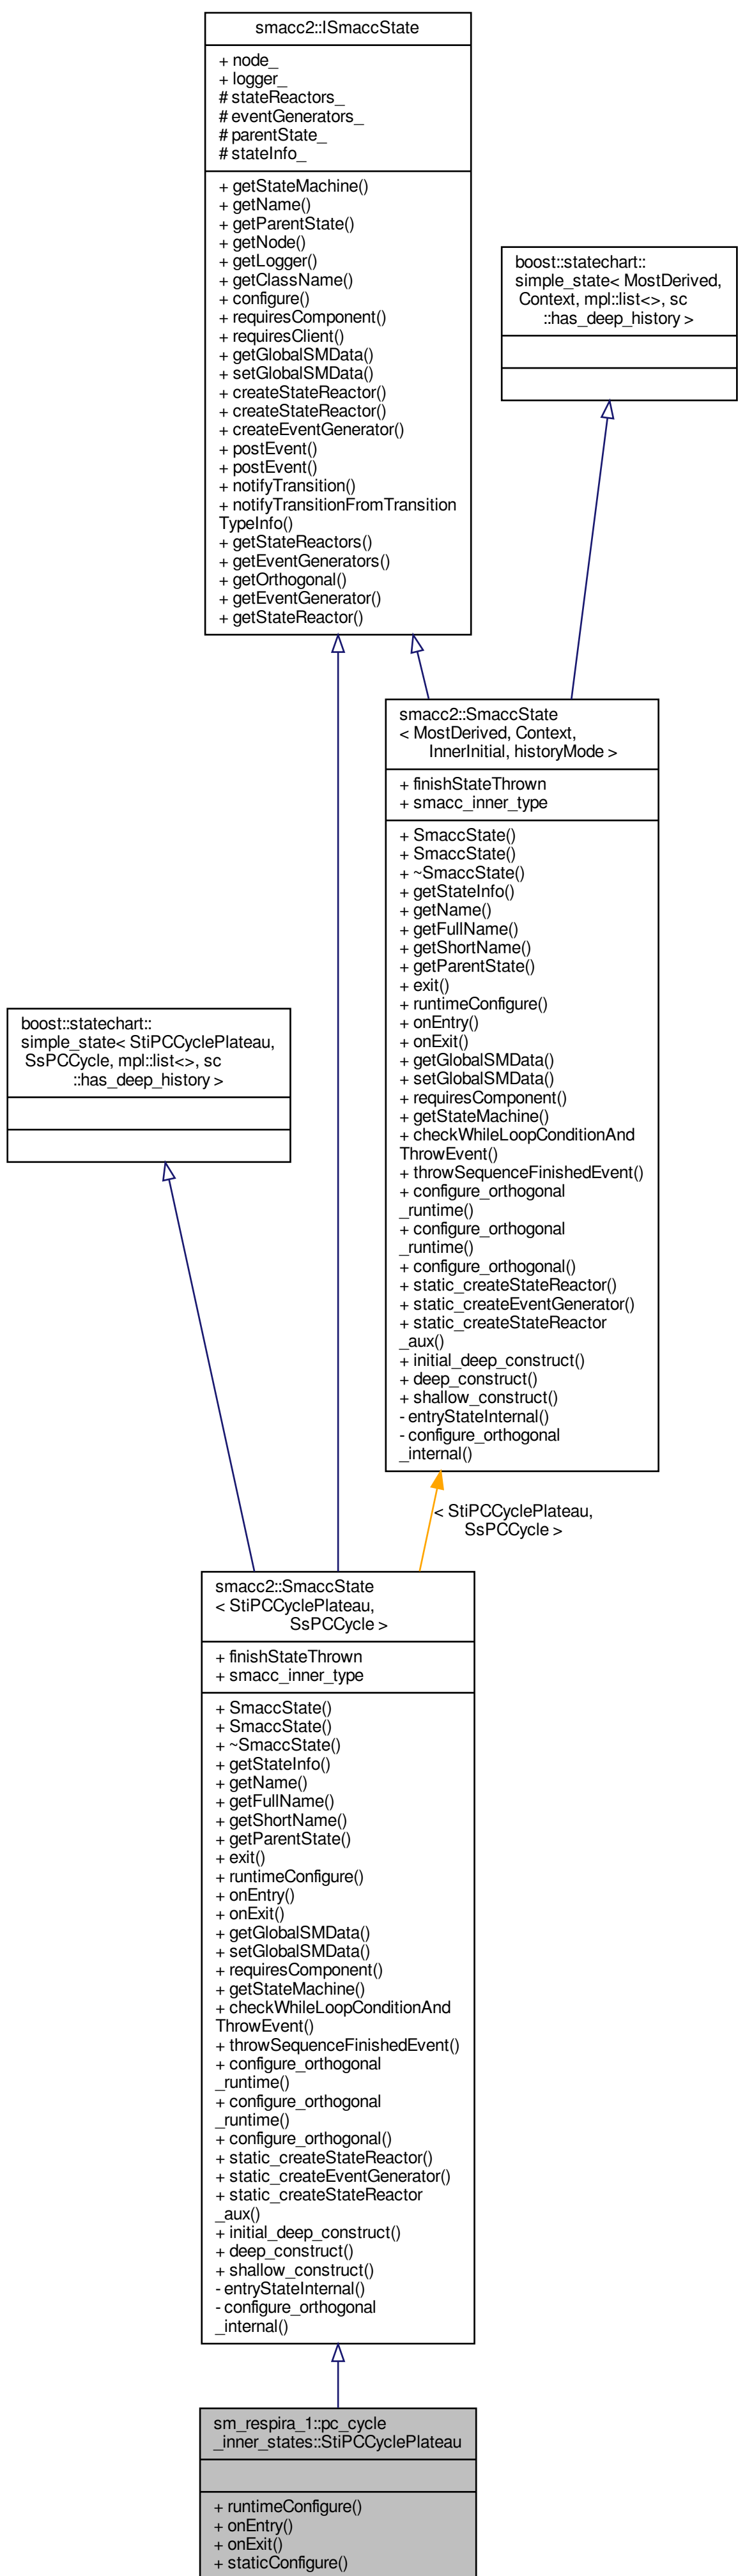 smacc2::ISmaccState
+ node_
+ logger_
# stateReactors_
# eventGenerators_
# parentState_
# stateInfo_
+ getStateMachine()
+ getName()
+ getParentState()
+ getNode()
+ getLogger()
+ getClassName()
+ configure()
+ requiresComponent()
+ requiresClient()
+ getGlobalSMData()
+ setGlobalSMData()
+ createStateReactor()
+ createStateReactor()
+ createEventGenerator()
+ postEvent()
+ postEvent()
+ notifyTransition()
+ notifyTransitionFromTransition
TypeInfo()
+ getStateReactors()
+ getEventGenerators()
+ getOrthogonal()
+ getEventGenerator()
+ getStateReactor()
boost::statechart::
simple_state< MostDerived,
Context, mpl::list<>, sc
::has_deep_history >
smacc2::SmaccState
< MostDerived, Context,
InnerInitial, historyMode >
+ finishStateThrown
+ smacc_inner_type
+ SmaccState()
+ SmaccState()
+ ~SmaccState()
+ getStateInfo()
+ getName()
+ getFullName()
+ getShortName()
+ getParentState()
+ exit()
+ runtimeConfigure()
+ onEntry()
+ onExit()
+ getGlobalSMData()
+ setGlobalSMData()
+ requiresComponent()
+ getStateMachine()
+ checkWhileLoopConditionAnd
ThrowEvent()
+ throwSequenceFinishedEvent()
+ configure_orthogonal
_runtime()
+ configure_orthogonal
_runtime()
+ configure_orthogonal()
+ static_createStateReactor()
+ static_createEventGenerator()
+ static_createStateReactor
_aux()
+ initial_deep_construct()
+ deep_construct()
+ shallow_construct()
- entryStateInternal()
- configure_orthogonal
_internal()
boost::statechart::
simple_state< StiPCCyclePlateau,
SsPCCycle, mpl::list<>, sc
::has_deep_history >
< StiPCCyclePlateau,
SsPCCycle >
smacc2::SmaccState
< StiPCCyclePlateau,
SsPCCycle >
+ finishStateThrown
+ smacc_inner_type
+ SmaccState()
+ SmaccState()
+ ~SmaccState()
+ getStateInfo()
+ getName()
+ getFullName()
+ getShortName()
+ getParentState()
+ exit()
+ runtimeConfigure()
+ onEntry()
+ onExit()
+ getGlobalSMData()
+ setGlobalSMData()
+ requiresComponent()
+ getStateMachine()
+ checkWhileLoopConditionAnd
ThrowEvent()
+ throwSequenceFinishedEvent()
+ configure_orthogonal
_runtime()
+ configure_orthogonal
_runtime()
+ configure_orthogonal()
+ static_createStateReactor()
+ static_createEventGenerator()
+ static_createStateReactor
_aux()
+ initial_deep_construct()
+ deep_construct()
+ shallow_construct()
- entryStateInternal()
- configure_orthogonal
_internal()
sm_respira_1::pc_cycle
_inner_states::StiPCCyclePlateau
+ runtimeConfigure()
+ onEntry()
+ onExit()
+ staticConfigure()